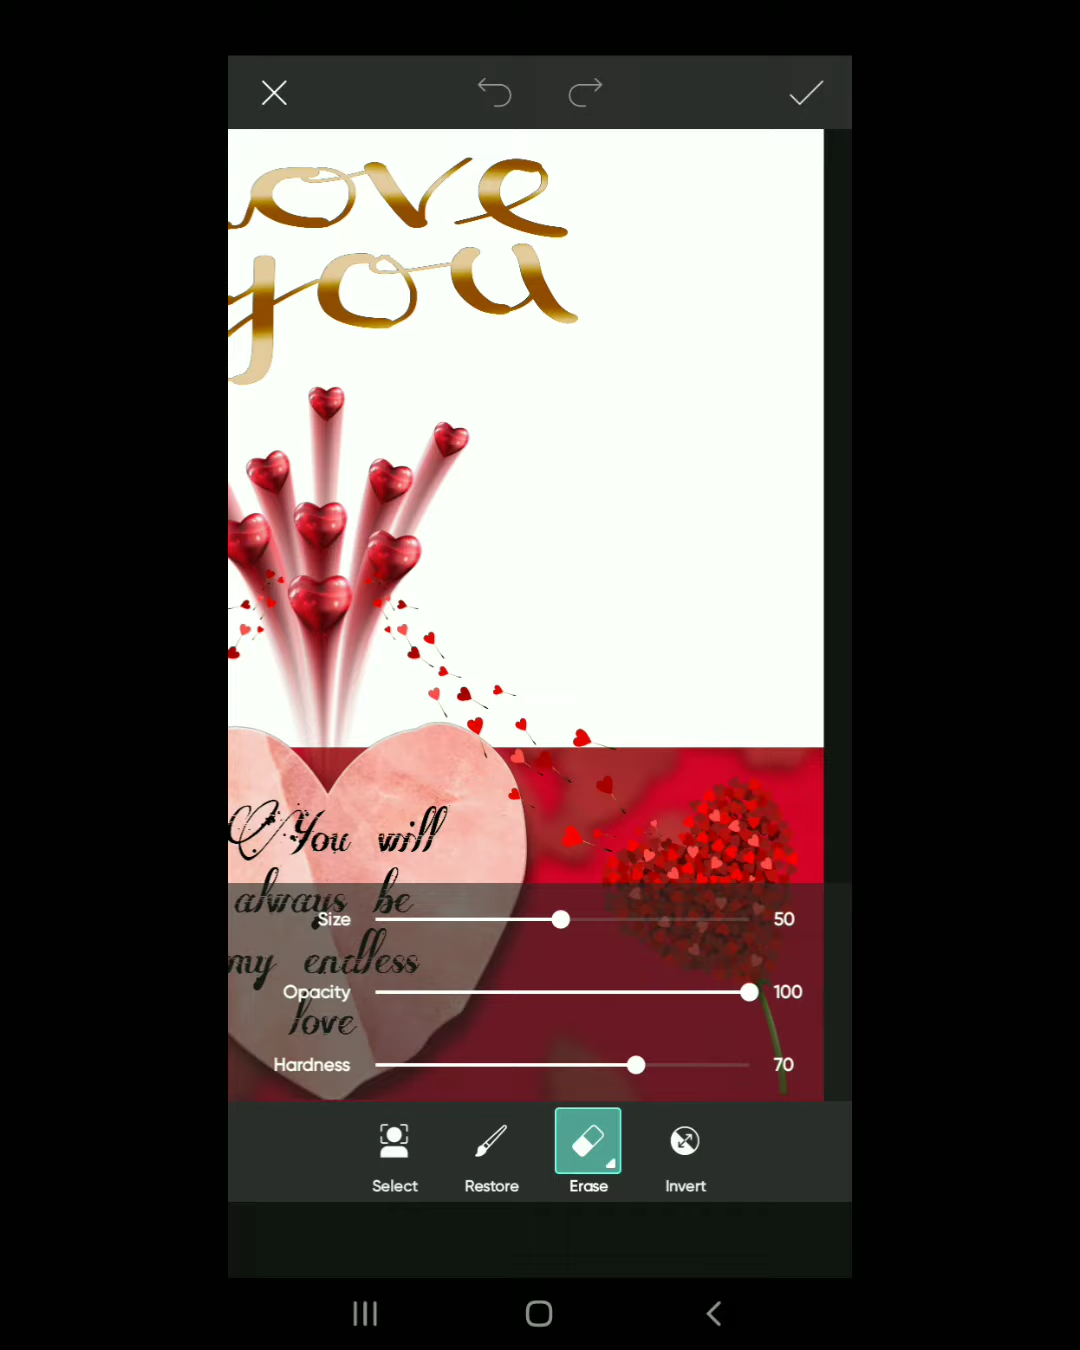 ove
you
You will
always be
my endless
love
Size 50
Opacity 100
Hardness 70
Select Restore Erase Invert